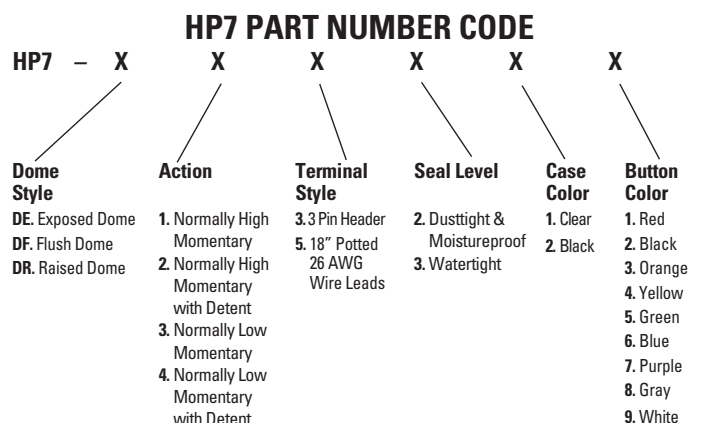 HP7 PART NUMBER CODE
HP7 – X X X X X X
Dome
Style
DE. Exposed Dome
DF. Flush Dome
DR. Raised Dome
Action
1. Normally High
Momentary
2. Normally High
Momentary
with Detent
3. Normally Low
Momentary
4. Normally Low
Momentary
with Detent
Terminal
Style
3. 3 Pin Header
5. 18″ Potted
26 AWG
Wire Leads
Seal Level
2. Dusttight &
Moistureproof
3. Watertight
Case
Color
1. Clear
2. Black
Button
Color
1. Red
2. Black
3. Orange
4. Yellow
5. Green
6. Blue
7. Purple
8. Gray
9. White